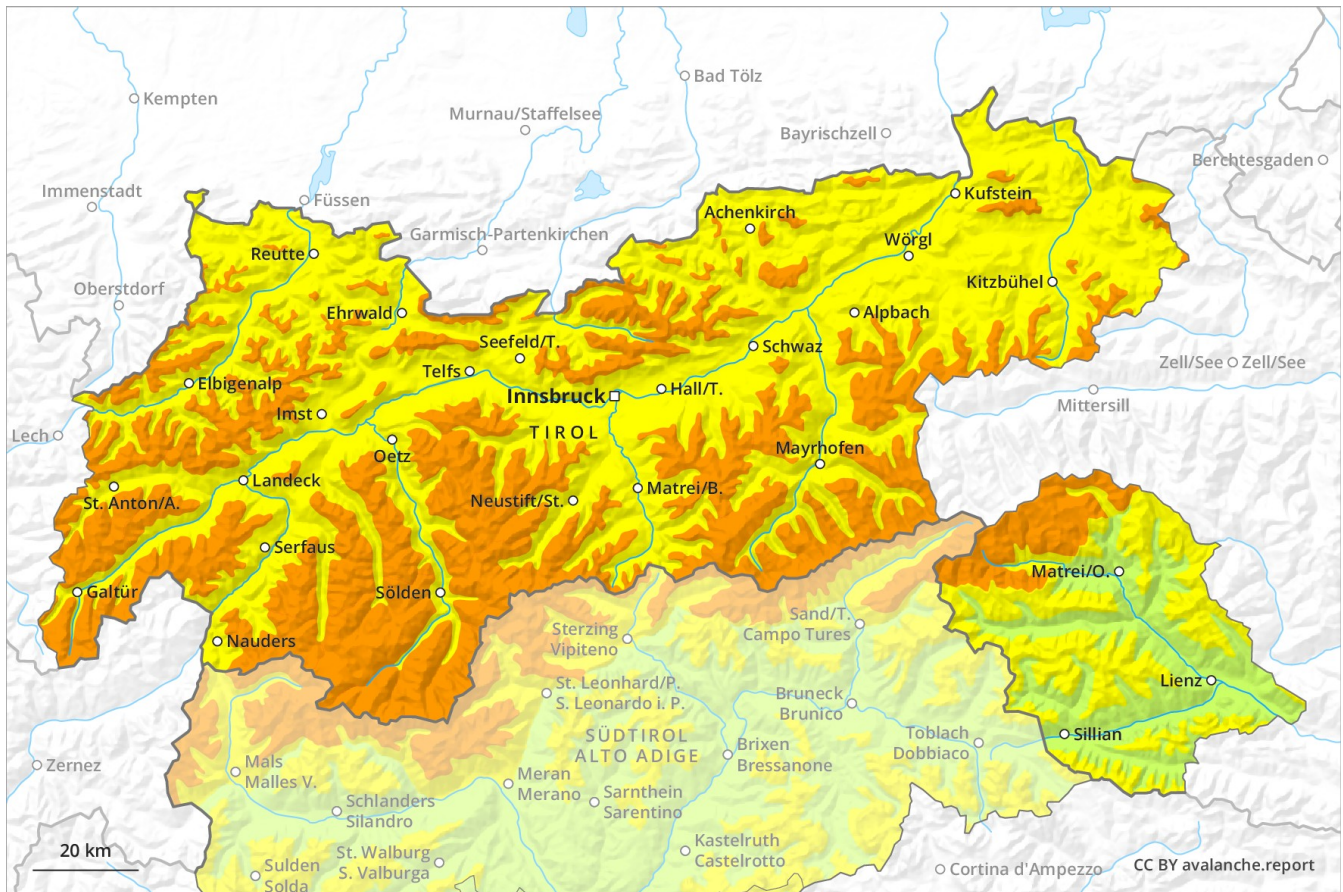 Kempten
Bad Tölz
Murnau/Staffelsee
Bayrischzell
Berchtesgaden
Immenstadt
Füssen
Kufstein
Achenkirch
Garmisch-Partenkirchen
Reutte
Wörgl
Oberstdorf
Kitzbühel
Ehrwald
Alpbach
Seefeld/T.
Schwaz
Zell/See
Zell/See
Telfs
Elbigenalp
Hall/T.
Innsbruck
Mittersill
Imst
TIROL
Lech
Oetz
Mayrhofen
Landeck
St. Anton/A.
Neustift/St.
Matrei/B.
Serfaus
Matrei/O.
Galtür
Sölden
Sand/T.
Campo Tures
Sterzing
Vipiteno
Nauders
Lienz
St. Leonhard/P.
S. Leonardo i. P.
Bruneck
Brunico
SÜDTIROL
ALTO ADIGE
Toblach
Dobbiaco
Sillian
Brixen
Bressanone
Zernez
Mals
Malles V.
Meran
Merano
Sarnthein
Sarentino
Schlanders
Silandro
Kastelruth
Castelrotto
20 km
St. Walburg
S. Valburga
Sulden
Solda
Cortina d'Ampezzo
CC BY avalanche.report